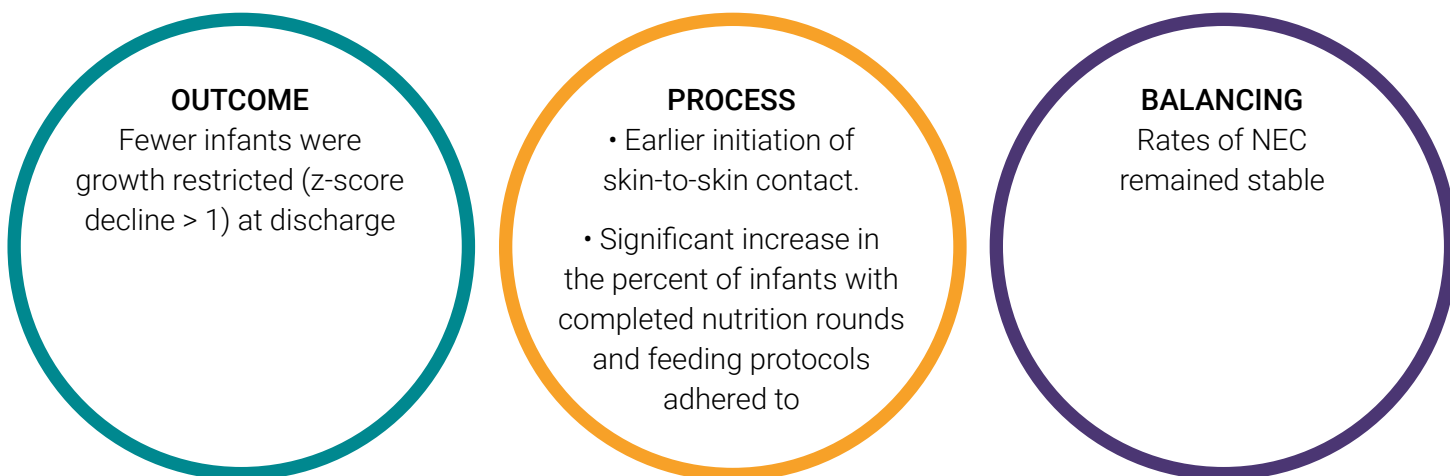 OUTCOME
Fewer infants were
growth restricted (z-score
decline > 1) at discharge
PROCESS
• Earlier initiation of
skin-to-skin contact.
• Significant increase in
the percent of infants with
completed nutrition rounds
and feeding protocols
adhered to
BALANCING
Rates of NEC
remained stable